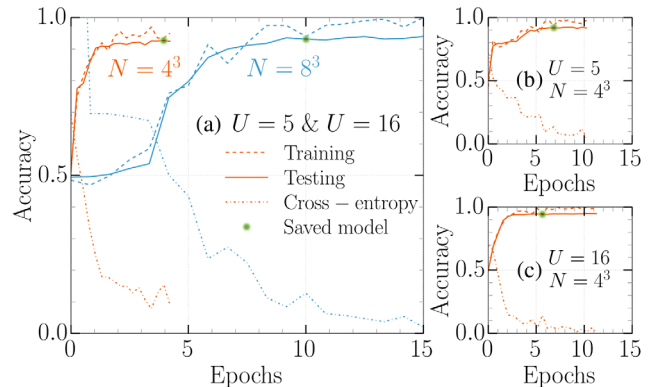 1.0
0.5
0.0
Accuracy
0
5
10
15
Epochs
N = 4³
N = 8³
(a) U = 5 & U = 16
Training
Testing
Cross − entropy
Saved model
1.0
0.5
0.0
Accuracy
0
5
10
15
Epochs
(b) U = 5
N = 4³
1.0
0.5
0.0
Accuracy
0
5
10
15
Epochs
(c) U = 16
N = 4³